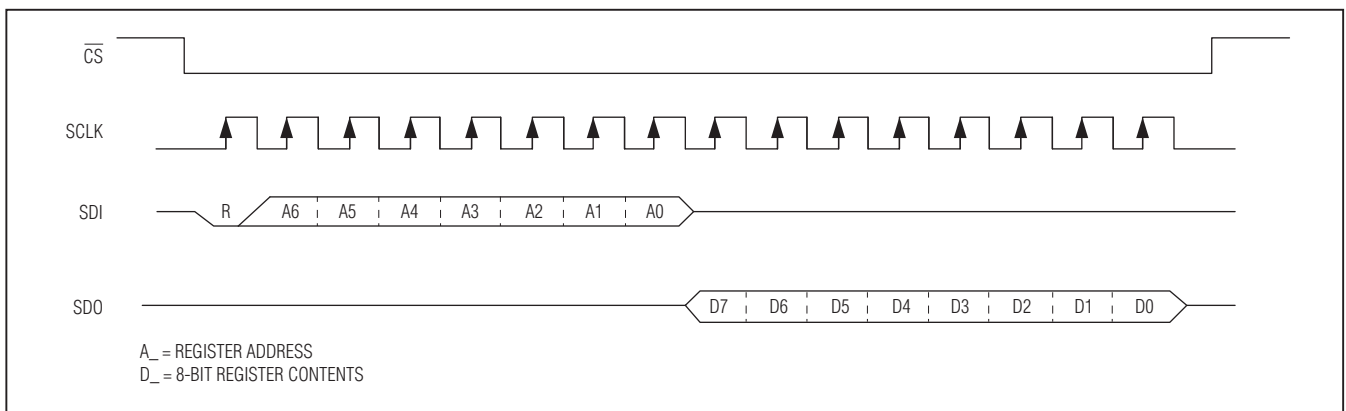 CS
SCLK
SDI R A6 A5 A4 A3 A2 A1 A0
SDO D7 D6 D5 D4 D3 D2 D1 D0
A_ = REGISTER ADDRESS
D_ = 8-BIT REGISTER CONTENTS